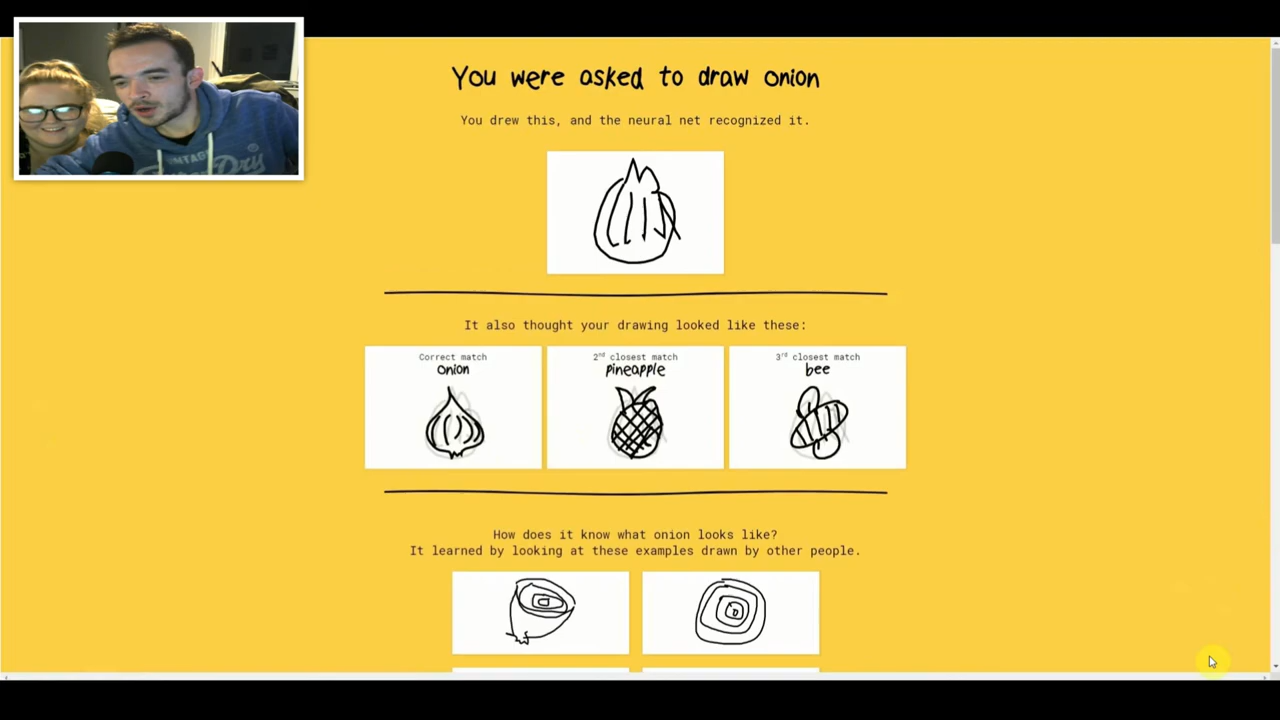 You were asked to draw onion
You drew this, and the neural net recognized it.
It also thought your drawing looked like these:
Correct match
onion
2nd closest match
pineapple
3rd closest match
bee
How does it know what onion looks like?
It learned by looking at these examples drawn by other people.
VINTAGE